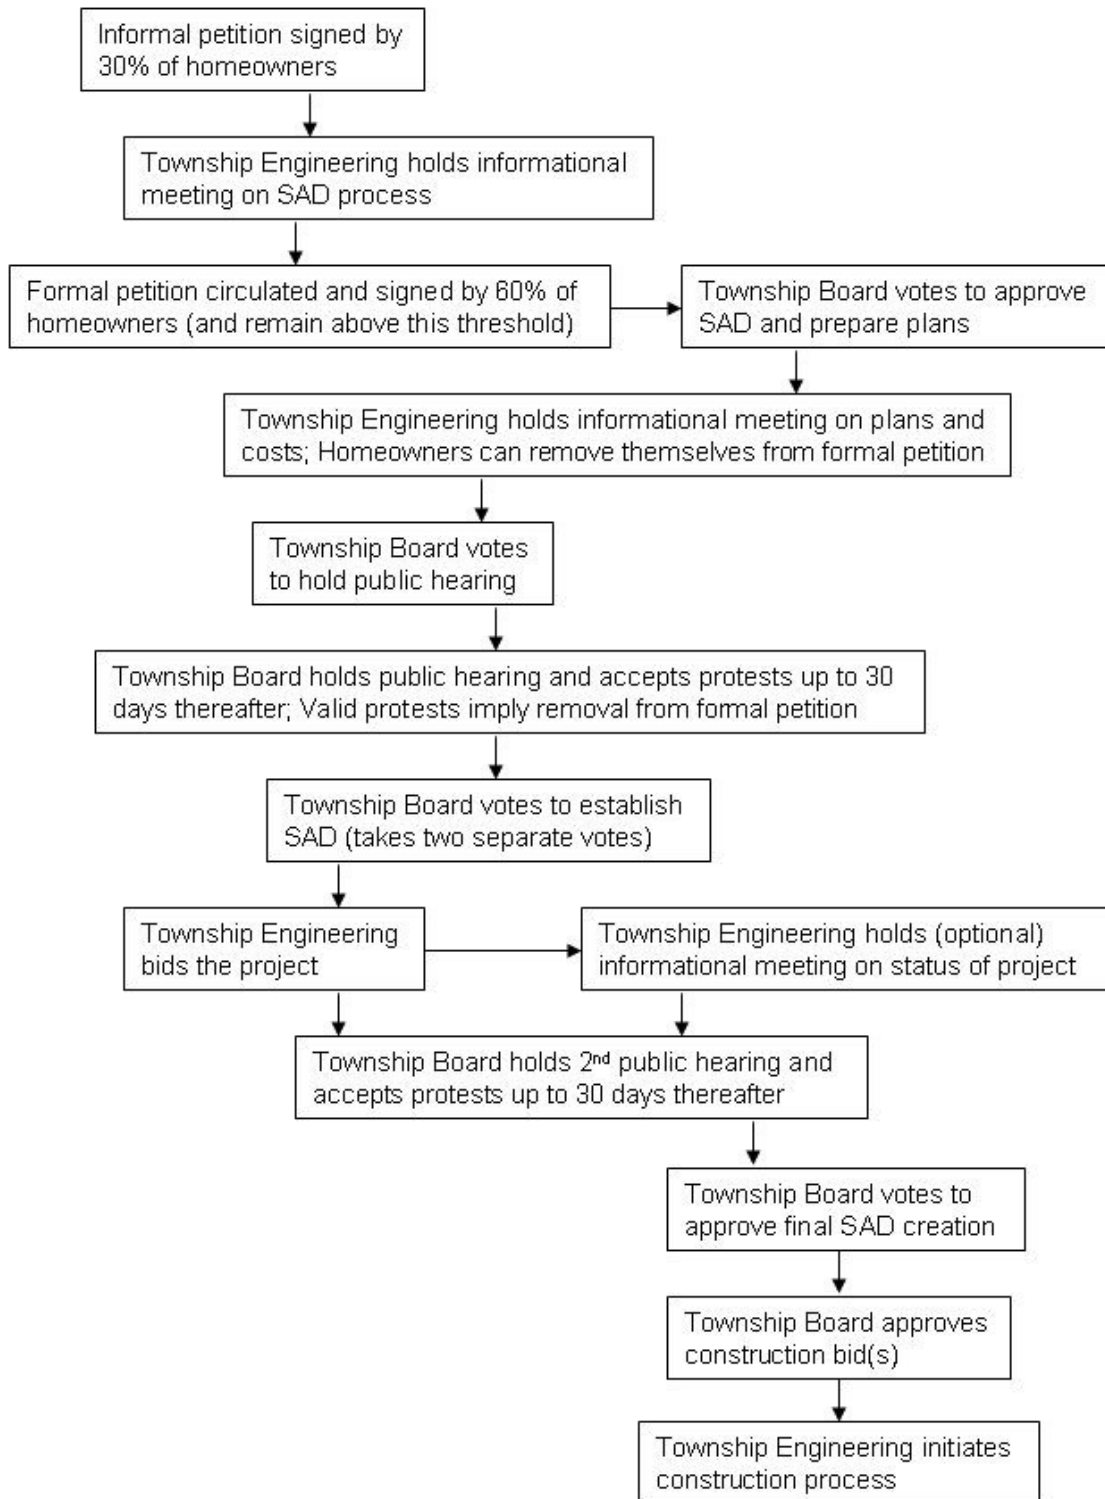 Informal petition signed by
30% of homeowners
Township Engineering holds informational
meeting on SAD process
Formal petition circulated and signed by 60% of
homeowners (and remain above this threshold)
Township Board votes to approve
SAD and prepare plans
Township Engineering holds informational meeting on plans and
costs; Homeowners can remove themselves from formal petition
Township Board votes
to hold public hearing
Township Board holds public hearing and accepts protests up to 30
days thereafter; Valid protests imply removal from formal petition
Township Board votes to establish
SAD (takes two separate votes)
Township Engineering
bids the project
Township Engineering holds (optional)
informational meeting on status of project
Township Board holds 2nd public hearing and
accepts protests up to 30 days thereafter
Township Board votes to
approve final SAD creation
Township Board approves
construction bid(s)
Township Engineering initiates
construction process